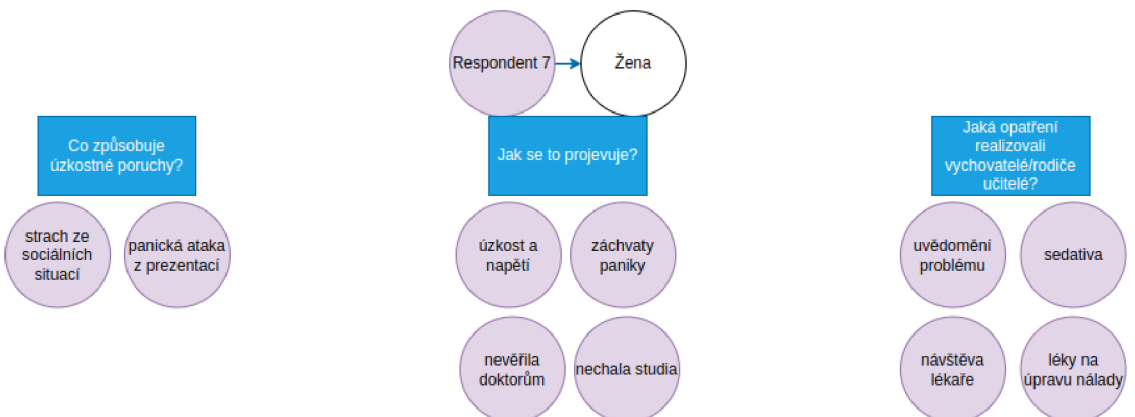 Respondent 7
Žena
Co způsobuje
úzkostné poruchy?
strach ze
sociálních
situací
panická ataka
z prezentací
Jak se to projevuje?
úzkost a
napětí
záchvaty
paniky
nevěřila
doktorům
nechala studia
Jaká opatření
realizovali
vychovatelé/rodiče
učitelé?
uvědomění
problému
sedativa
návštěva
lékaře
léky na
úpravu nálady